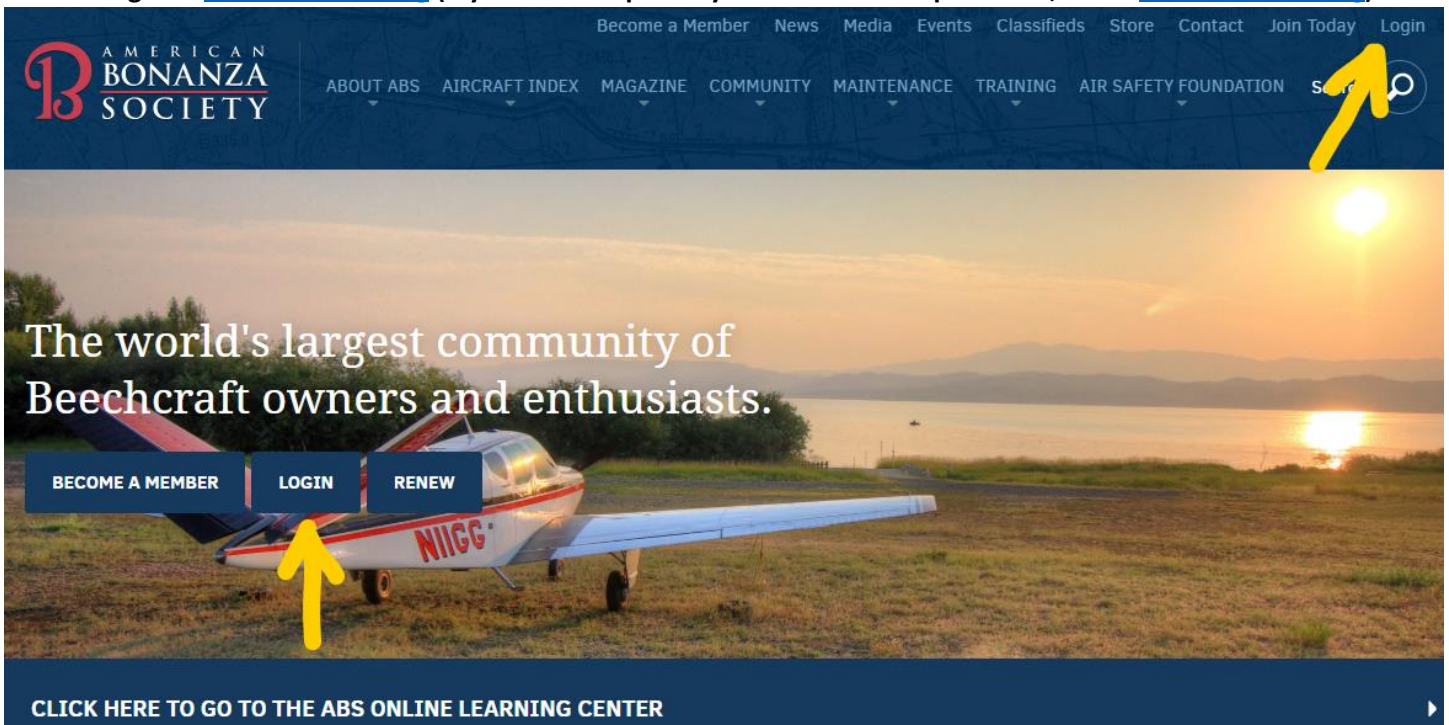 Become a Member News Media Events Classifieds Store Contact Join Today Login
AMERICAN
BONANZA
SOCIETY
ABOUT ABS AIRCRAFT INDEX MAGAZINE COMMUNITY MAINTENANCE TRAINING AIR SAFETY FOUNDATION
The world's largest community of
Beechcraft owners and enthusiasts.
BECOME A MEMBER LOGIN RENEW
N11GG
CLICK HERE TO GO TO THE ABS ONLINE LEARNING CENTER